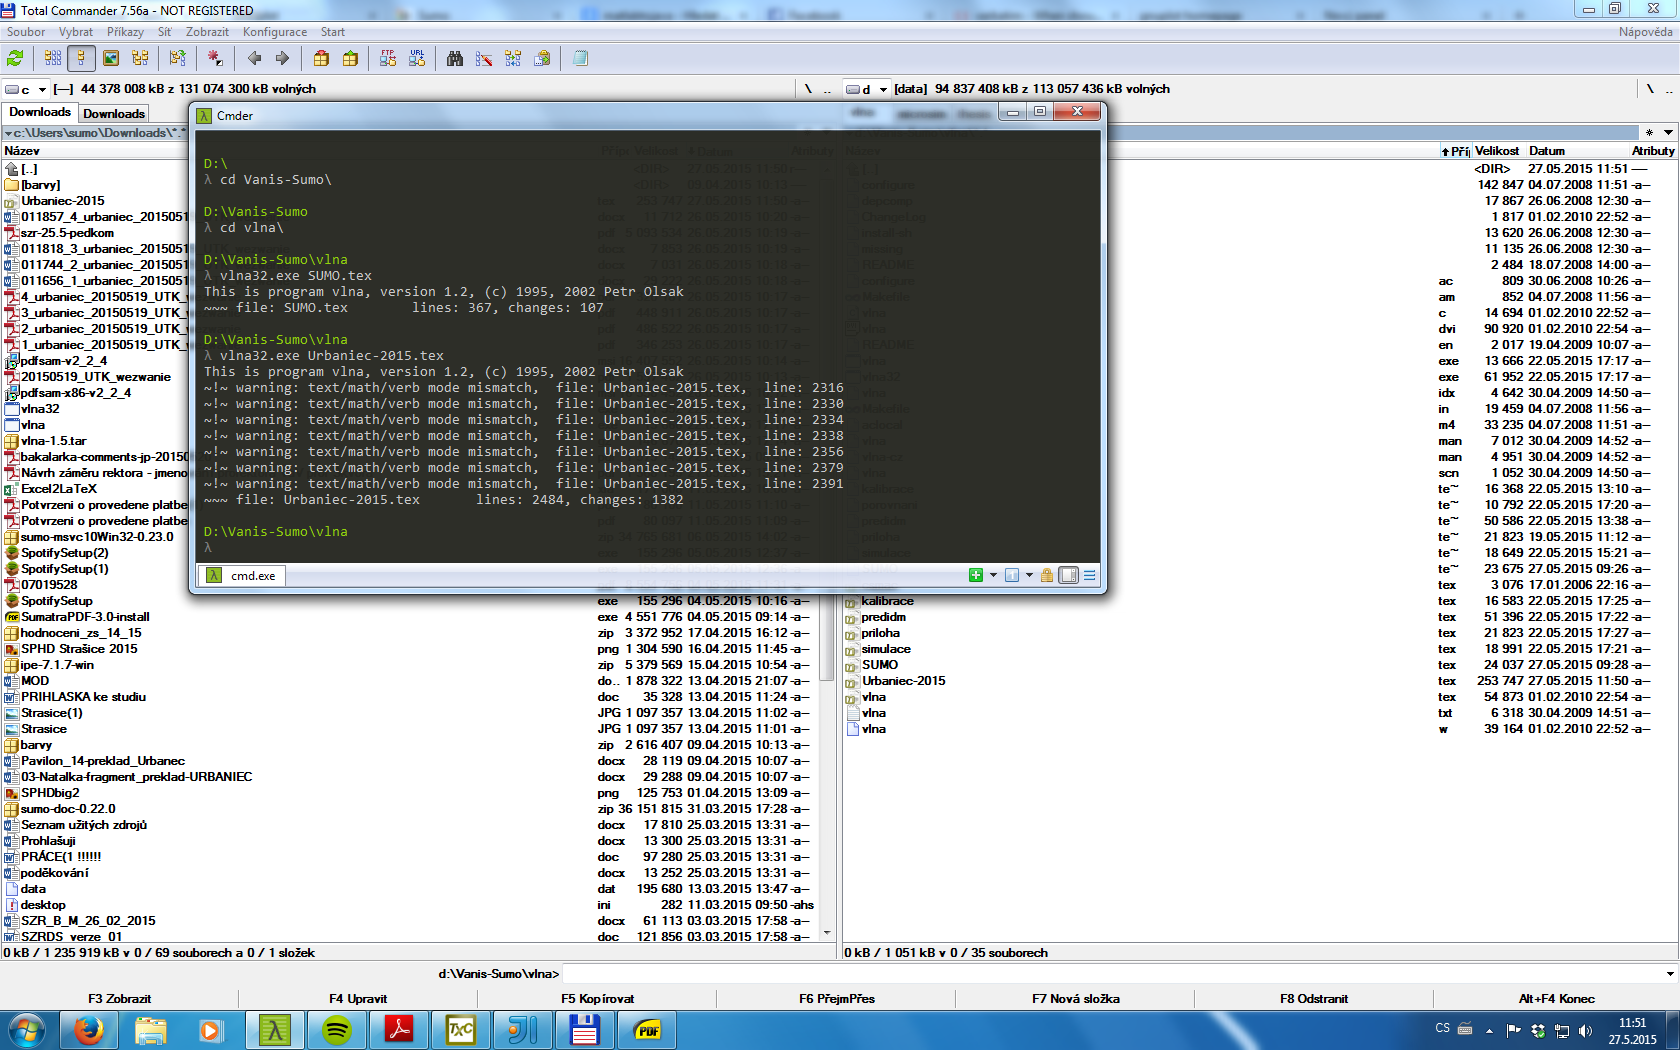 Total Commander 7.56a - NOT REGISTERED
Soubor Vybrat Příkazy Síť Zobrazit Konfigurace Start Nápověda
FTP URL
c [—] 44 378 008 kB z 131 074 300 kB volných \ .. d [data] 94 837 408 kB z 113 057 436 kB volných \ ..
Downloads Downloads
c:\Users\sumo\Downloads\*.* * 
Název
[..]
[barvy]
Urbaniec-2015
011857_4_urbaniec_2015051
szr-25.5-pedkom
011818_3_urbaniec_2015051
011744_2_urbaniec_2015051
011656_1_urbaniec_2015051
4_urbaniec_20150519_UTK_
3_urbaniec_20150519_UTK_
2_urbaniec_20150519_UTK_
1_urbaniec_20150519_UTK_
pdfsam-v2_2_4
20150519_UTK_wezwanie
pdfsam-x86-v2_2_4
vlna32
vlna
vlna-1.5.tar
bakalarka-comments-jp-2015
Návrh záměru rektora - jmeno
Excel2LaTeX
Potvrzeni o provedene platbe
Potvrzeni o provedene platbe
sumo-msvc10Win32-0.23.0
SpotifySetup(2)
SpotifySetup(1)
07019528
SpotifySetup exe 155 296 04.05.2015 10:16 -a--
SumatraPDF-3.0-install exe 4 551 776 04.05.2015 09:14 -a--
hodnoceni_zs_14_15 zip 3 372 952 17.04.2015 16:12 -a--
SPHD Strašice 2015 png 1 304 590 16.04.2015 11:45 -a--
ipe-7.1.7-win zip 5 379 569 15.04.2015 10:54 -a--
MOD do.. 1 878 322 13.04.2015 21:07 -a--
PRIHLASKA ke studiu doc 35 328 13.04.2015 11:24 -a--
Strasice(1) JPG 1 097 357 13.04.2015 11:02 -a--
Strasice JPG 1 097 357 13.04.2015 11:01 -a--
barvy zip 2 616 407 09.04.2015 10:13 -a--
Pavilon_14-preklad_Urbanec docx 28 119 09.04.2015 10:07 -a--
03-Natalka-fragment_preklad-URBANIEC docx 29 288 09.04.2015 10:07 -a--
SPHDbig2 png 125 753 01.04.2015 13:09 -a--
sumo-doc-0.22.0 zip 36 151 815 31.03.2015 17:28 -a--
Seznam užitých zdrojů docx 17 810 25.03.2015 13:31 -a--
Prohlašuji docx 13 300 25.03.2015 13:31 -a--
PRÁCE(1 !!!!!! doc 97 280 25.03.2015 13:31 -a--
poděkování docx 13 252 25.03.2015 13:31 -a--
data dat 195 680 13.03.2015 13:47 -a--
desktop ini 282 11.03.2015 09:50 -ahs
SZR_B_M_26_02_2015 docx 61 113 03.03.2015 17:58 -a--
SZRDS_verze_01 doc 121 856 03.03.2015 17:58 -a--
0 kB / 1 235 919 kB v 0 / 69 souborech a 0 / 1 složek
Cmder
D:\
λ cd Vanis-Sumo\
D:\Vanis-Sumo
λ cd vlna\
D:\Vanis-Sumo\vlna
λ vlna32.exe SUMO.tex
This is program vlna, version 1.2, (c) 1995, 2002 Petr Olsak
~~~ file: SUMO.tex lines: 367, changes: 107
D:\Vanis-Sumo\vlna
λ vlna32.exe Urbaniec-2015.tex
This is program vlna, version 1.2, (c) 1995, 2002 Petr Olsak
~!~ warning: text/math/verb mode mismatch, file: Urbaniec-2015.tex, line: 2316
~!~ warning: text/math/verb mode mismatch, file: Urbaniec-2015.tex, line: 2330
~!~ warning: text/math/verb mode mismatch, file: Urbaniec-2015.tex, line: 2334
~!~ warning: text/math/verb mode mismatch, file: Urbaniec-2015.tex, line: 2338
~!~ warning: text/math/verb mode mismatch, file: Urbaniec-2015.tex, line: 2356
~!~ warning: text/math/verb mode mismatch, file: Urbaniec-2015.tex, line: 2379
~!~ warning: text/math/verb mode mismatch, file: Urbaniec-2015.tex, line: 2391
~~~ file: Urbaniec-2015.tex lines: 2484, changes: 1382
D:\Vanis-Sumo\vlna
λ
cmd.exe
Pří Velikost Datum Atributy
<DIR> 27.05.2015 11:51 ----
142 847 04.07.2008 11:51 -a--
17 867 26.06.2008 12:30 -a--
1 817 01.02.2010 22:52 -a--
13 620 26.06.2008 12:30 -a--
11 135 26.06.2008 12:30 -a--
2 484 18.07.2008 14:00 -a--
ac 809 30.06.2008 10:26 -a--
am 852 04.07.2008 11:56 -a--
c 14 694 01.02.2010 22:52 -a--
dvi 90 920 01.02.2010 22:54 -a--
en 2 017 19.04.2009 10:07 -a--
exe 13 666 22.05.2015 17:17 -a--
exe 61 952 22.05.2015 17:17 -a--
idx 4 642 30.04.2009 14:50 -a--
in 19 459 04.07.2008 11:56 -a--
m4 33 235 04.07.2008 11:51 -a--
man 7 012 30.04.2009 14:52 -a--
man 4 951 30.04.2009 14:52 -a--
scn 1 052 30.04.2009 14:50 -a--
te~ 16 368 22.05.2015 13:10 -a--
te~ 10 792 22.05.2015 17:20 -a--
te~ 50 586 22.05.2015 13:38 -a--
te~ 21 823 19.05.2015 11:12 -a--
te~ 18 649 22.05.2015 15:21 -a--
te~ 23 675 27.05.2015 09:26 -a--
tex 3 076 17.01.2006 22:16 -a--
kalibrace tex 16 583 22.05.2015 17:25 -a--
predidm tex 51 396 22.05.2015 17:22 -a--
priloha tex 21 823 22.05.2015 17:27 -a--
simulace tex 18 991 22.05.2015 17:21 -a--
SUMO tex 24 037 27.05.2015 09:28 -a--
Urbaniec-2015 tex 253 747 27.05.2015 11:50 -a--
vlna tex 54 873 01.02.2010 22:54 -a--
vlna txt 6 318 30.04.2009 14:51 -a--
vlna w 39 164 01.02.2010 22:52 -a--
0 kB / 1 051 kB v 0 / 35 souborech
d:\Vanis-Sumo\vlna>
F3 Zobrazit F4 Upravit F5 Kopírovat F6 PřejmPřes F7 Nová složka F8 Odstranit Alt+F4 Konec
TXC PDF CS 11:51
27.5.2015